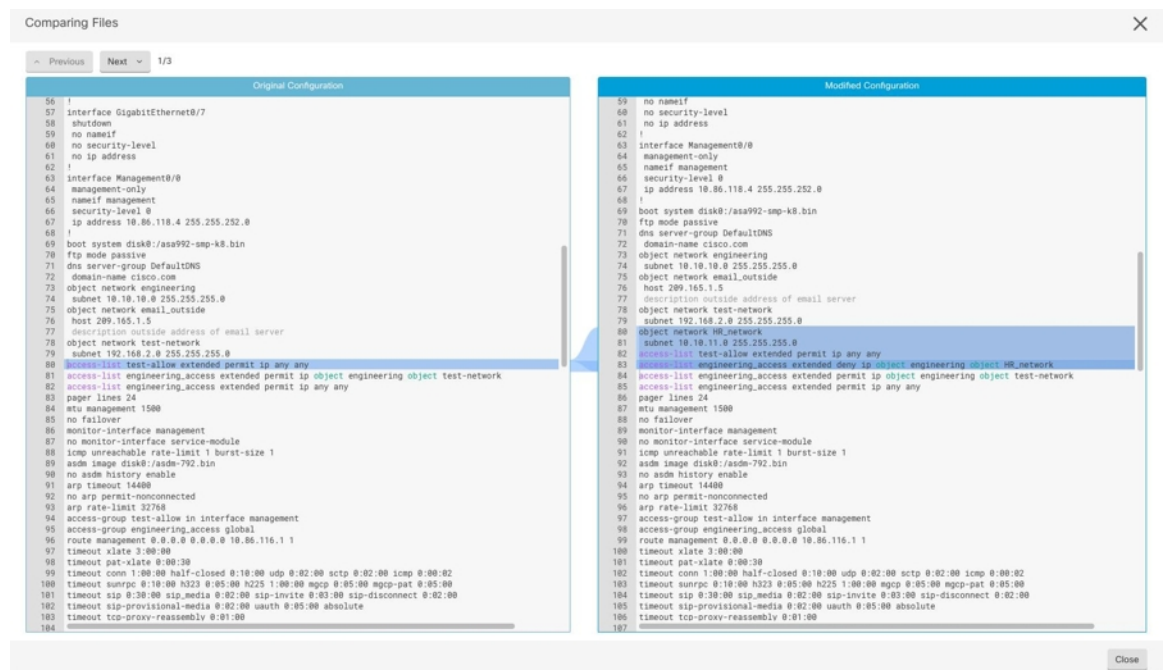 Comparing Files
Previous Next 1/3
Original Configuration
56 !
57 interface GigabitEthernet0/7
58 shutdown
59 no nameif
60 no security-level
61 no ip address
62 !
63 interface Management0/0
64 management-only
65 nameif management
66 security-level 0
67 ip address 10.86.118.4 255.255.252.0
68 !
69 boot system disk0:/asa992-smp-k8.bin
70 ftp mode passive
71 dns server-group DefaultDNS
72 domain-name cisco.com
73 object network engineering
74 subnet 10.10.10.0 255.255.255.0
75 object network email_outside
76 host 209.165.1.5
77 description outside address of email server
78 object network test-network
79 subnet 192.168.2.0 255.255.255.0
80 access-list test-allow extended permit ip any any
81 access-list engineering_access extended permit ip object engineering object test-network
82 access-list engineering_access extended permit ip any any
83 pager lines 24
84 mtu management 1500
85 no failover
86 monitor-interface management
87 no monitor-interface service-module
88 icmp unreachable rate-limit 1 burst-size 1
89 asdm image disk0:/asdm-792.bin
90 no asdm history enable
91 arp timeout 14400
92 no arp permit-nonconnected
93 arp rate-limit 32768
94 access-group test-allow in interface management
95 access-group engineering_access global
96 route management 0.0.0.0 0.0.0.0 10.86.116.1 1
97 timeout xlate 3:00:00
98 timeout pat-xlate 0:00:30
99 timeout conn 1:00:00 half-closed 0:10:00 udp 0:02:00 sctp 0:02:00 icmp 0:00:02
100 timeout sunrpc 0:10:00 h323 0:05:00 h225 1:00:00 mgcp 0:05:00 mgcp-pat 0:05:00
101 timeout sip 0:30:00 sip_media 0:02:00 sip-invite 0:03:00 sip-disconnect 0:02:00
102 timeout sip-provisional-media 0:02:00 uauth 0:05:00 absolute
103 timeout tcp-proxy-reassembly 0:01:00
104
Modified Configuration
59 no nameif
60 no security-level
61 no ip address
62 !
63 interface Management0/0
64 management-only
65 nameif management
66 security-level 0
67 ip address 10.86.118.4 255.255.252.0
68 !
69 boot system disk0:/asa992-smp-k8.bin
70 ftp mode passive
71 dns server-group DefaultDNS
72 domain-name cisco.com
73 object network engineering
74 subnet 10.10.10.0 255.255.255.0
75 object network email_outside
76 host 209.165.1.5
77 description outside address of email server
78 object network test-network
79 subnet 192.168.2.0 255.255.255.0
80 object network HR_network
81 subnet 10.10.11.0 255.255.255.0
82 access-list test-allow extended permit ip any any
83 access-list engineering_access extended deny ip object engineering object HR_network
84 access-list engineering_access extended permit ip object engineering object test-network
85 access-list engineering_access extended permit ip any any
86 pager lines 24
87 mtu management 1500
88 no failover
89 monitor-interface management
90 no monitor-interface service-module
91 icmp unreachable rate-limit 1 burst-size 1
92 asdm image disk0:/asdm-792.bin
93 no asdm history enable
94 arp timeout 14400
95 no arp permit-nonconnected
96 arp rate-limit 32768
97 access-group test-allow in interface management
98 access-group engineering_access global
99 route management 0.0.0.0 0.0.0.0 10.86.116.1 1
100 timeout xlate 3:00:00
101 timeout pat-xlate 0:00:30
102 timeout conn 1:00:00 half-closed 0:10:00 udp 0:02:00 sctp 0:02:00 icmp 0:00:02
103 timeout sunrpc 0:10:00 h323 0:05:00 h225 1:00:00 mgcp 0:05:00 mgcp-pat 0:05:00
104 timeout sip 0:30:00 sip_media 0:02:00 sip-invite 0:03:00 sip-disconnect 0:02:00
105 timeout sip-provisional-media 0:02:00 uauth 0:05:00 absolute
106 timeout tcp-proxy-reassembly 0:01:00
107
Close